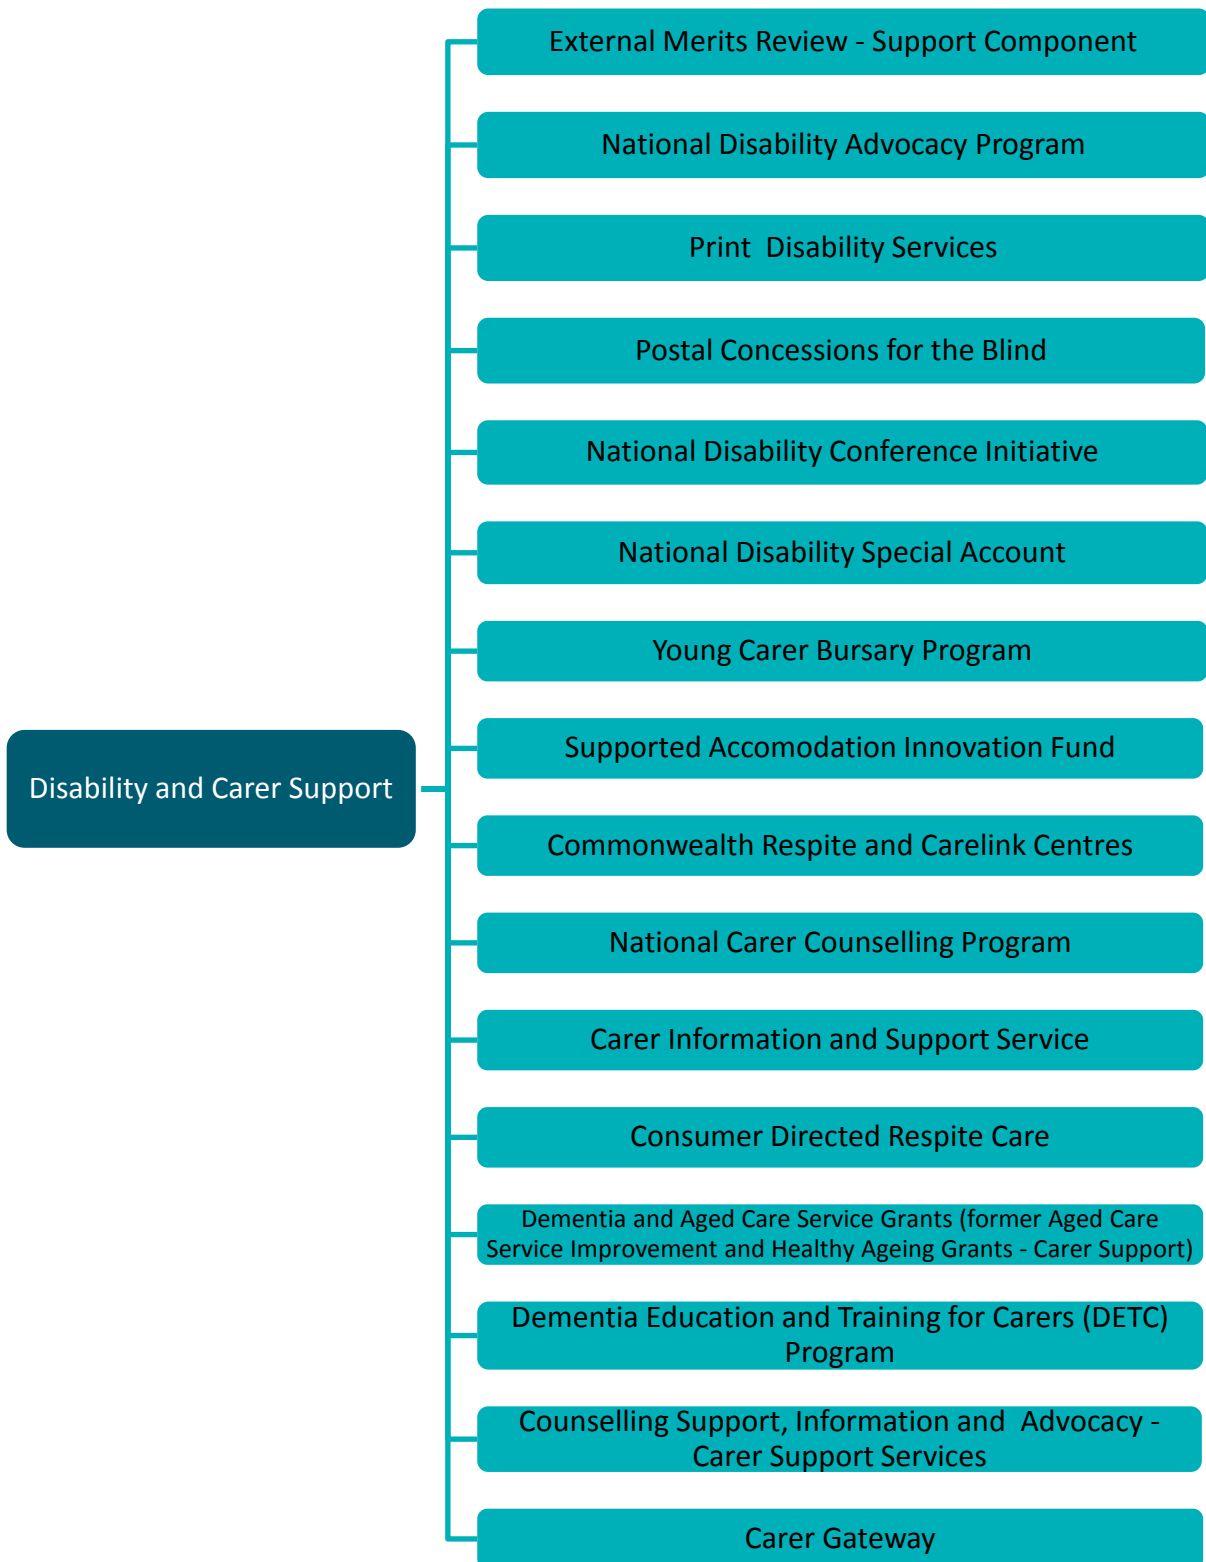 External Merits Review - Support Component
National Disability Advocacy Program
Print  Disability Services
Postal Concessions for the Blind
National Disability Conference Initiative
National Disability Special Account
Young Carer Bursary Program
Disability and Carer Support
Supported Accomodation Innovation Fund
Commonwealth Respite and Carelink Centres
National Carer Counselling Program
Carer Information and Support Service
Consumer Directed Respite Care
Dementia and Aged Care Service Grants (former Aged Care
Service Improvement and Healthy Ageing Grants - Carer Support)
Dementia Education and Training for Carers (DETC)
Program
Counselling Support, Information and  Advocacy -
Carer Support Services
Carer Gateway